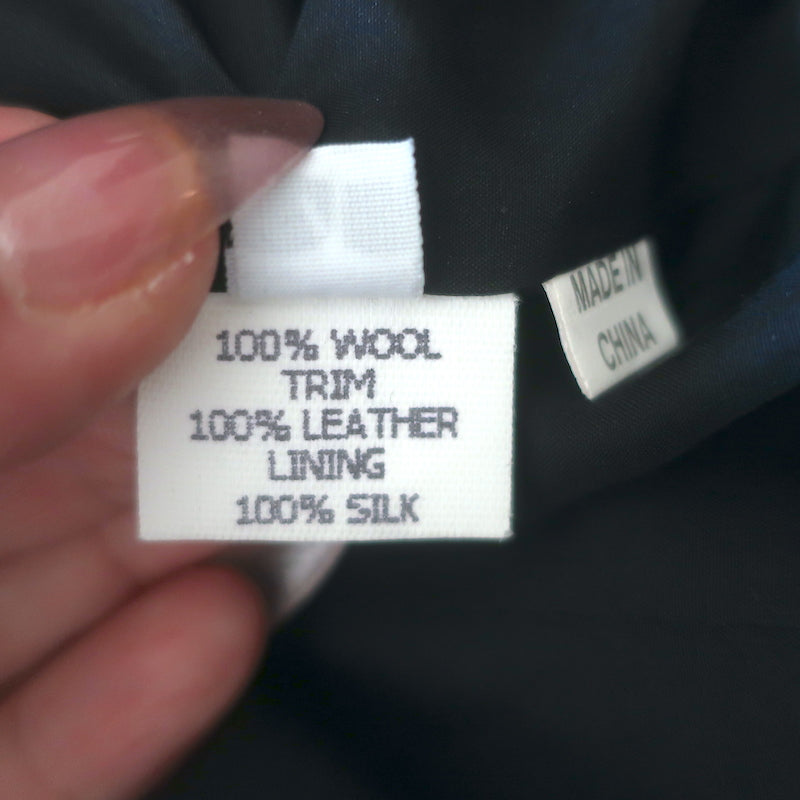 100% WOOL
TRIM
100% LEATHER
LINING
100% SILK
MADE IN
CHINA